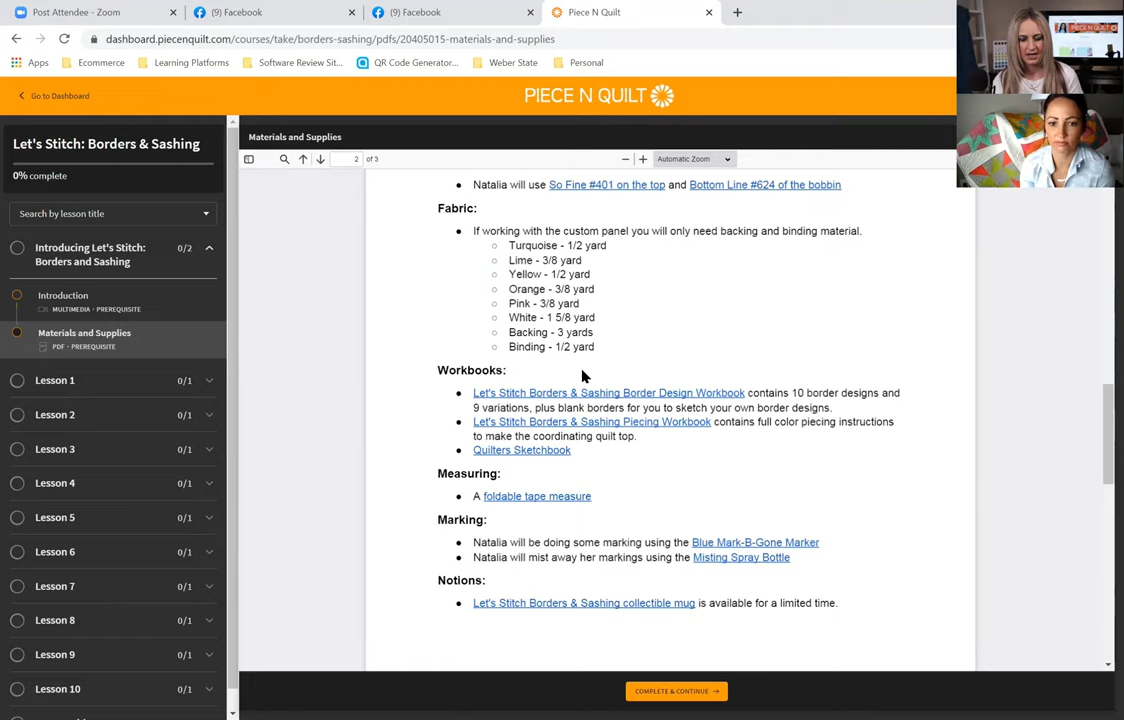 Post Attendee - Zoom
(9) Facebook
(9) Facebook
Piece N Quilt
dashboard.piecenquilt.com/courses/take/borders-sashing/pdfs/20405015-materials-and-supplies
Apps
Ecommerce
Learning Platforms
Software Review Sit...
QR Code Generator...
Weber State
Personal
Go to Dashboard
PIECE N QUILT
Let's Stitch: Borders & Sashing
0% complete
Search by lesson title
Introducing Let's Stitch: Borders and Sashing
0/2
Introduction
MULTIMEDIA · PREREQUISITE
Materials and Supplies
PDF · PREREQUISITE
Lesson 1 0/1
Lesson 2 0/1
Lesson 3 0/1
Lesson 4 0/1
Lesson 5 0/1
Lesson 6 0/1
Lesson 7 0/1
Lesson 8 0/1
Lesson 9 0/1
Lesson 10 0/1
Materials and Supplies
2 of 3
Automatic Zoom
Natalia will use So Fine #401 on the top and Bottom Line #624 of the bobbin
Fabric:
If working with the custom panel you will only need backing and binding material.
Turquoise - 1/2 yard
Lime - 3/8 yard
Yellow - 1/2 yard
Orange - 3/8 yard
Pink - 3/8 yard
White - 1 5/8 yard
Backing - 3 yards
Binding - 1/2 yard
Workbooks:
Let's Stitch Borders & Sashing Border Design Workbook contains 10 border designs and
9 variations, plus blank borders for you to sketch your own border designs.
Let's Stitch Borders & Sashing Piecing Workbook contains full color piecing instructions
to make the coordinating quilt top.
Quilters Sketchbook
Measuring:
A foldable tape measure
Marking:
Natalia will be doing some marking using the Blue Mark-B-Gone Marker
Natalia will mist away her markings using the Misting Spray Bottle
Notions:
Let's Stitch Borders & Sashing collectible mug is available for a limited time.
COMPLETE & CONTINUE →